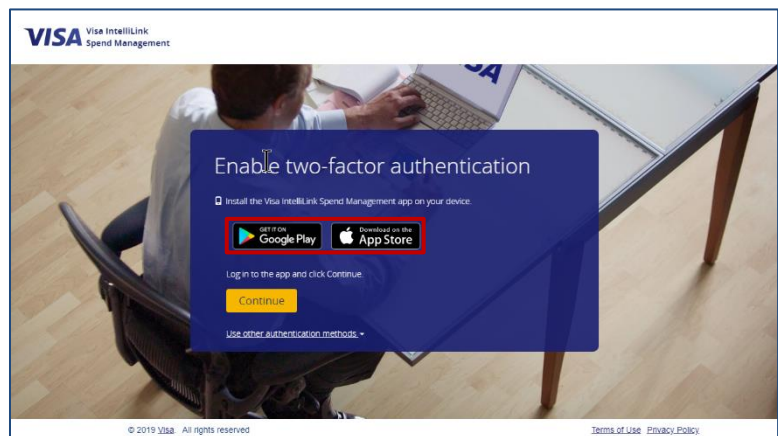 VISA Visa IntelliLink
Spend Management
VISA
Enable two-factor authentication
Install the Visa IntelliLink Spend Management app on your device.
GET IT ON
Google Play
Download on the
App Store
Log in to the app and click Continue.
Continue
Use other authentication methods
© 2019 Visa. All rights reserved
Terms of Use Privacy Policy